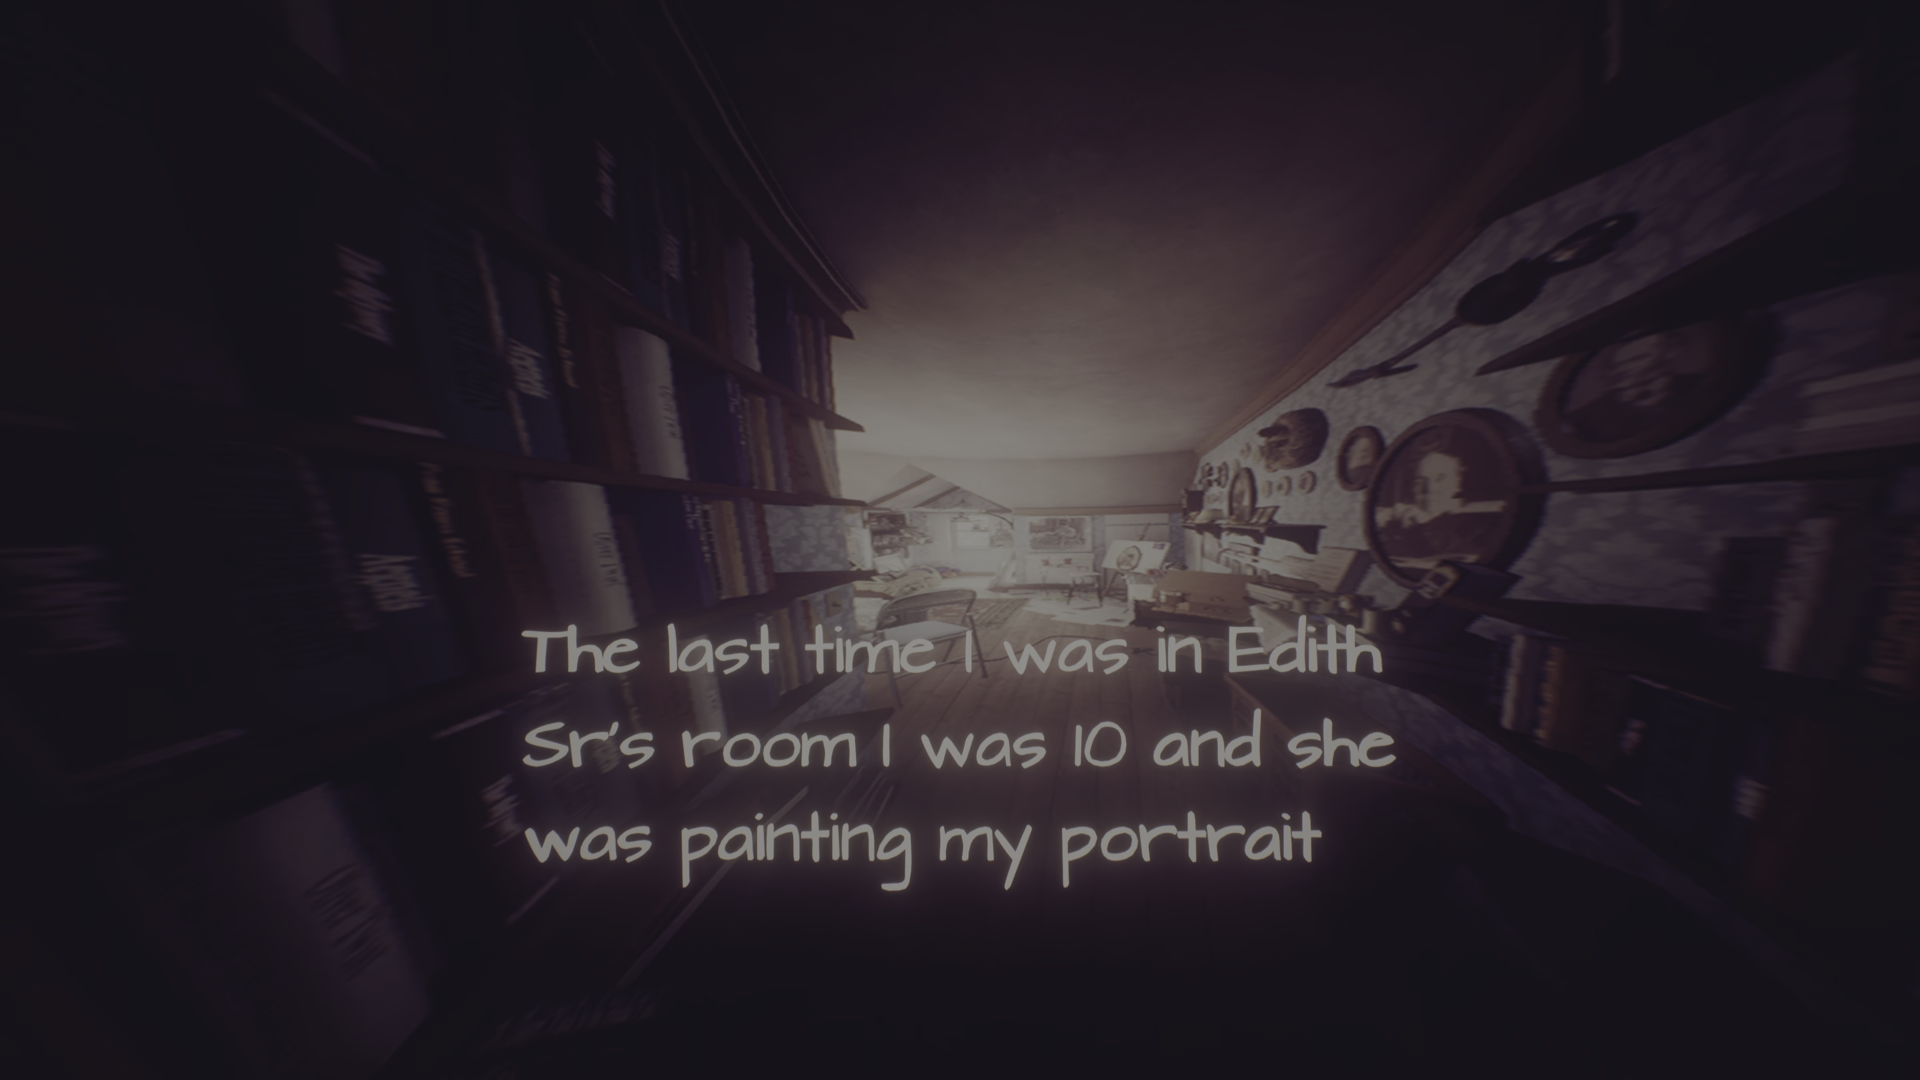 The last time I was in Edith
Sr's room I was 10 and she
was painting my portrait